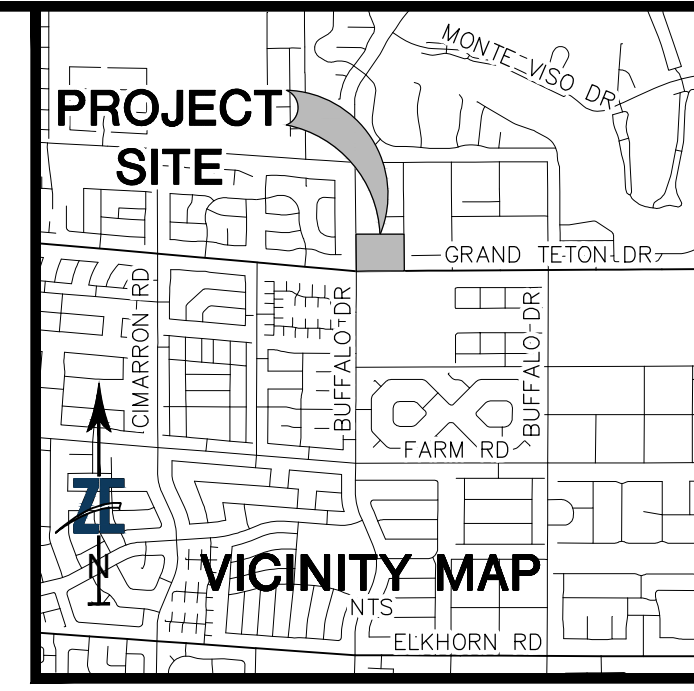 MONTE VISO DR
PROJECT
SITE
GRAND TETON DR
CIMARRON RD
BUFFALO DR
BUFFALO DR
FARM RD
ZE
N
VICINITY MAP
NTS
ELKHORN RD